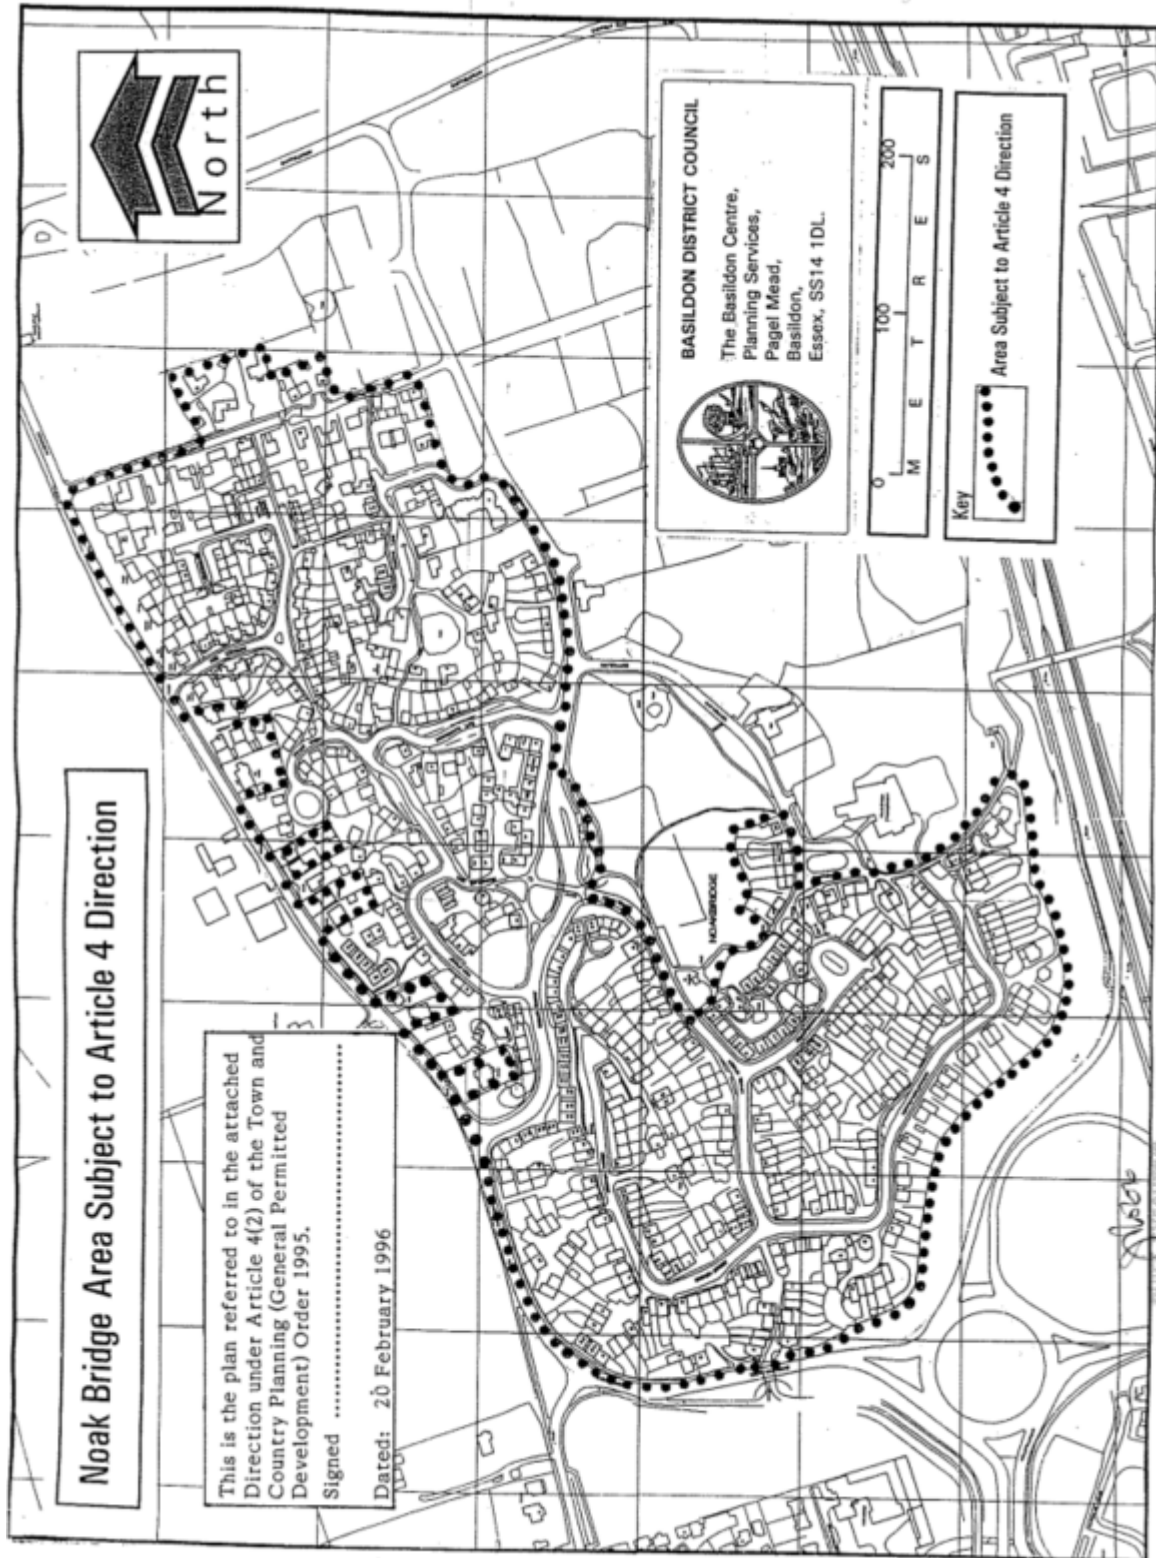 Noak Bridge Area Subject to Article 4 Direction
North
This is the plan referred to in the attached
Direction under Article 4(2) of the Town and
Country Planning (General Permitted
Development) Order 1995.
Signed ........................................
Dated: 20 February 1996
NOAKBRIDGE
BASILDON DISTRICT COUNCIL
The Basildon Centre,
Planning Services,
Pagel Mead,
Basildon,
Essex, SS14 1DL.
0 100 200
M E T R E S
Key
Area Subject to Article 4 Direction